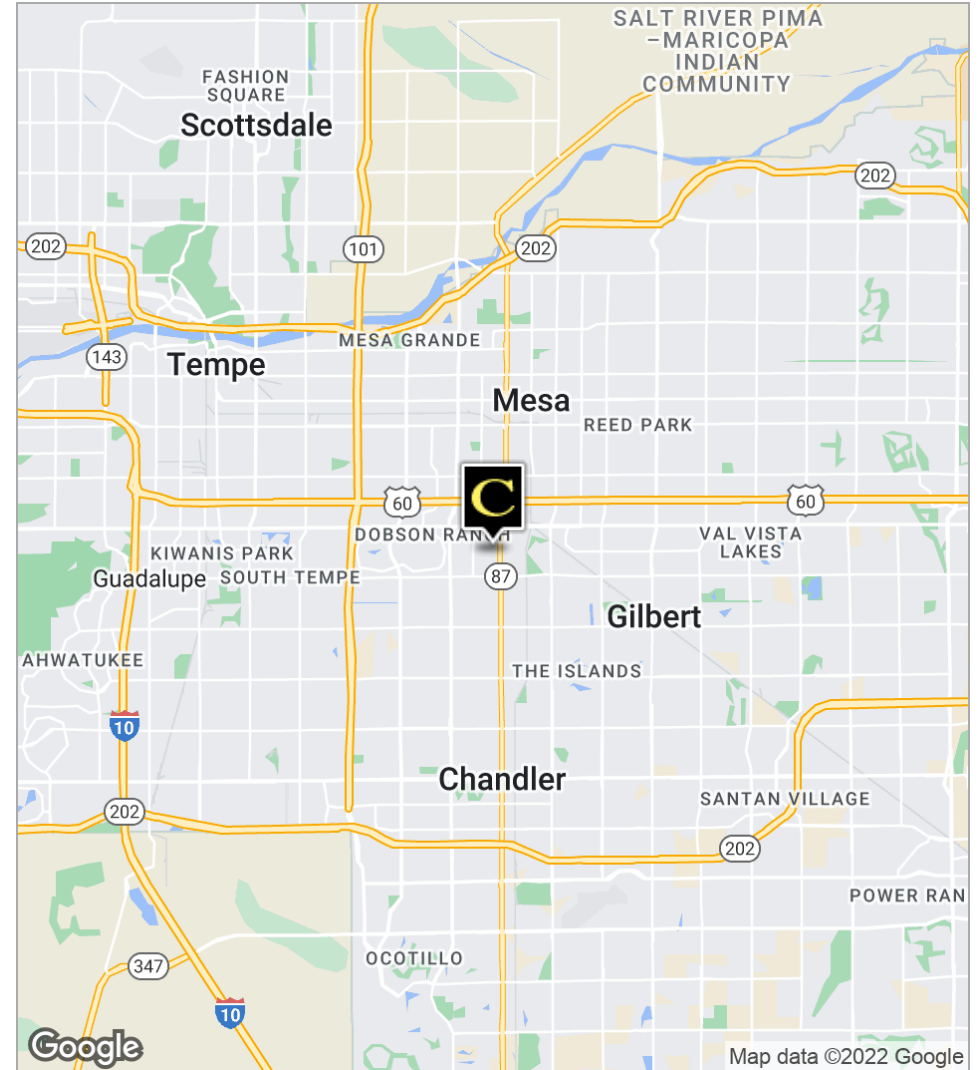 SALT RIVER PIMA
–MARICOPA
INDIAN
COMMUNITY
FASHION
SQUARE
Scottsdale
202
202
101
202
MESA GRANDE
143
Tempe
Mesa
REED PARK
C
60
60
DOBSON RANCH
VAL VISTA
LAKES
KIWANIS PARK
Guadalupe
SOUTH TEMPE
87
Gilbert
AHWATUKEE
THE ISLANDS
10
Chandler
SANTAN VILLAGE
202
202
POWER RAN
OCOTILLO
347
10
Google
Map data ©2022 Google